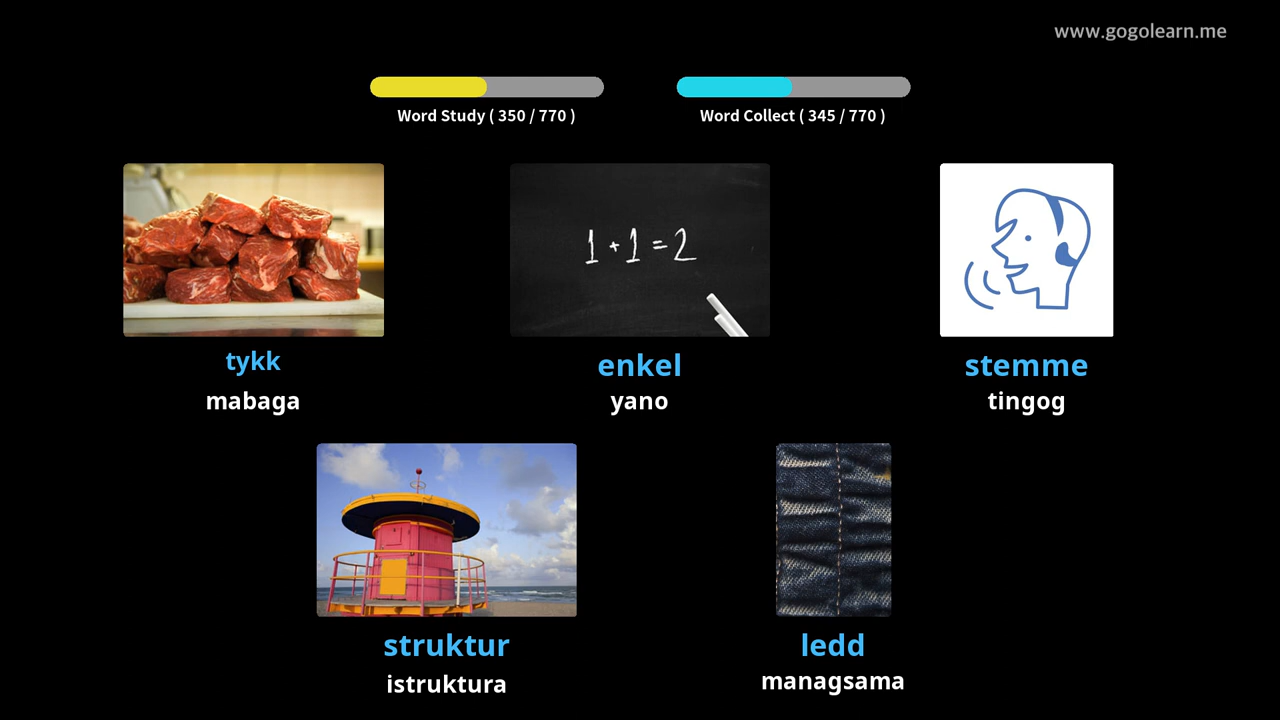 www.gogolearn.me
Word Study ( 350 / 770 )
Word Collect ( 345 / 770 )
1 + 1 = 2
tykk
mabaga
enkel
yano
stemme
tingog
struktur
istruktura
ledd
managsama